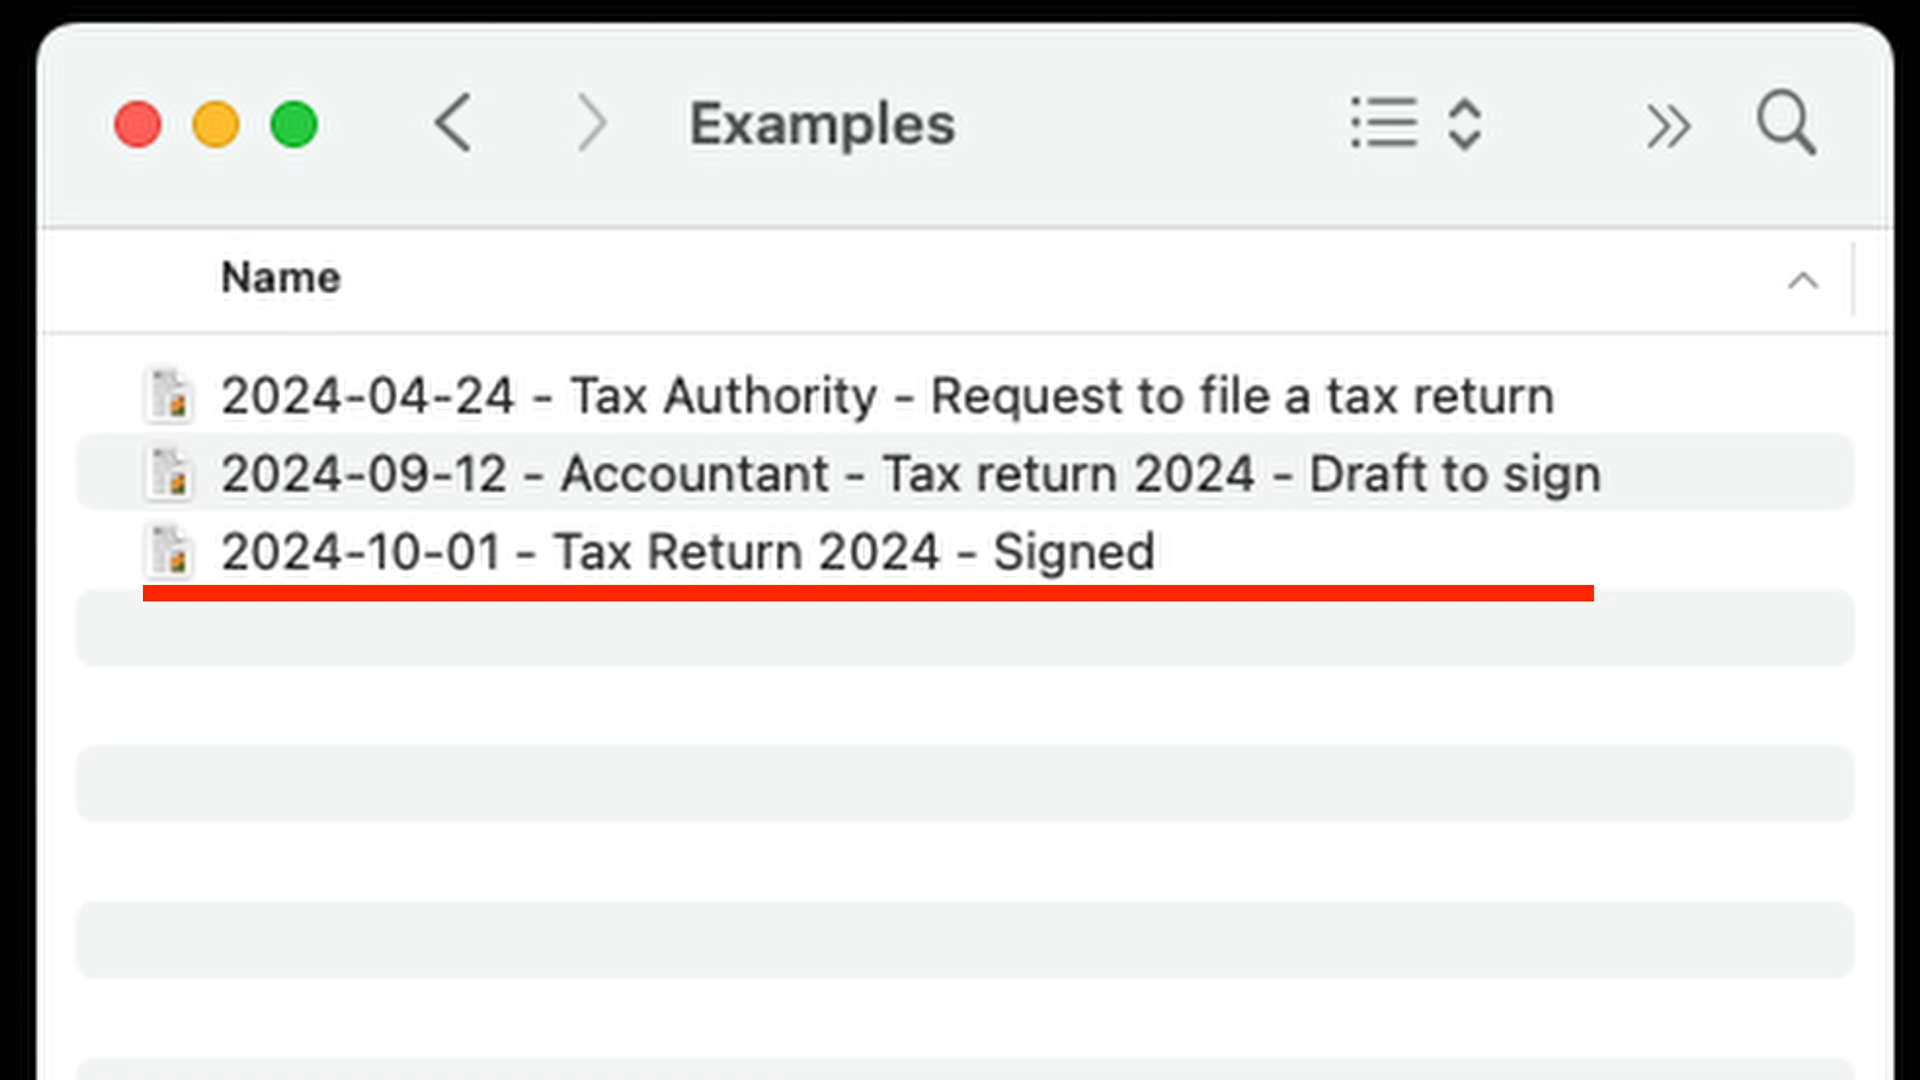 Examples
Name
2024-04-24 - Tax Authority - Request to file a tax return
2024-09-12 - Accountant - Tax return 2024 - Draft to sign
2024-10-01 - Tax Return 2024 - Signed